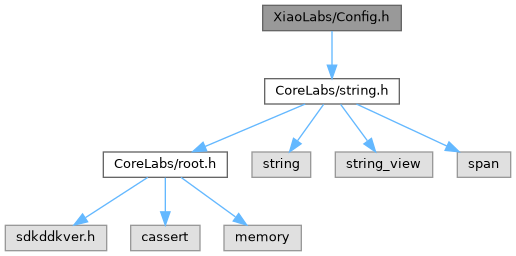 XiaoLabs/Config.h
CoreLabs/string.h
CoreLabs/root.h
string
string_view
span
sdkddkver.h
cassert
memory